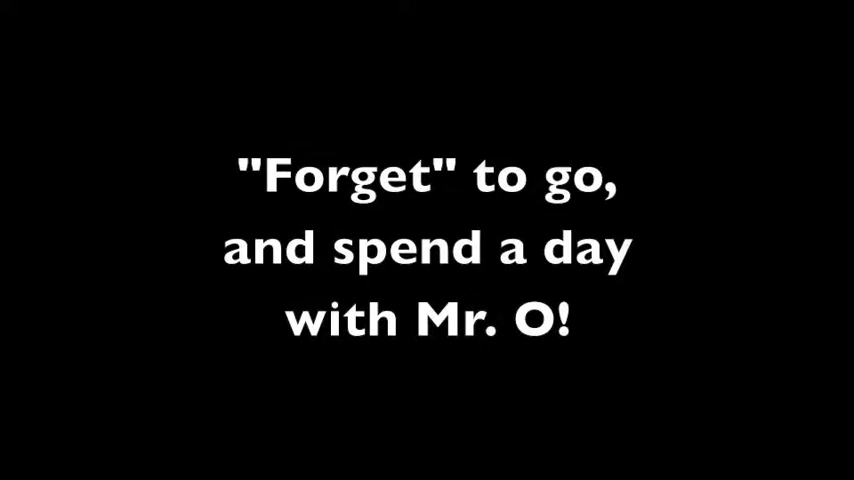 "Forget" to go,
and spend a day
with Mr. O!